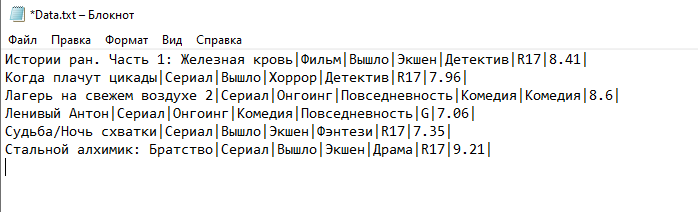 *Data.txt – Блокнот
Файл Правка Формат Вид Справка
Истории ран. Часть 1: Железная кровь|Фильм|Вышло|Экшен|Детектив|R17|8.41|
Когда плачут цикады|Сериал|Вышло|Хоррор|Детектив|R17|7.96|
Лагерь на свежем воздухе 2|Сериал|Онгоинг|Повседневность|Комедия|Комедия|8.6|
Ленивый Антон|Сериал|Онгоинг|Комедия|Повседневность|G|7.06|
Судьба/Ночь схватки|Сериал|Вышло|Экшен|Фэнтези|R17|7.35|
Стальной алхимик: Братство|Сериал|Вышло|Экшен|Драма|R17|9.21|